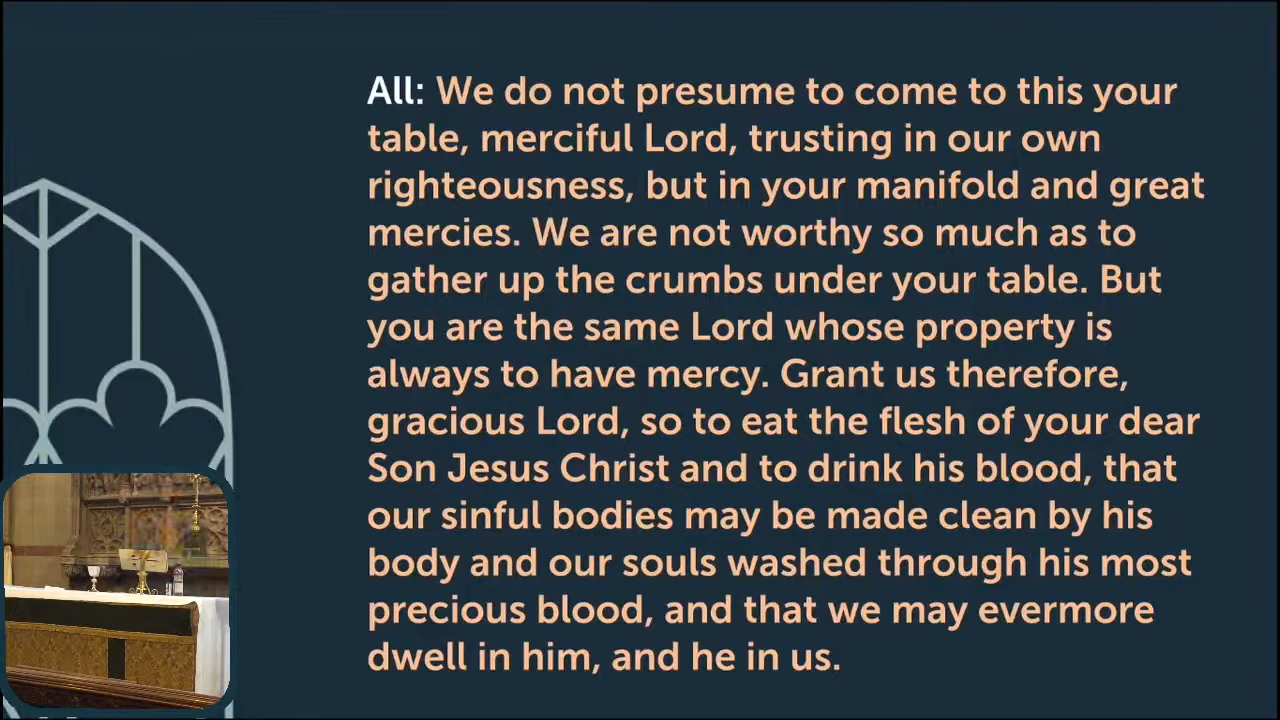 All: We do not presume to come to this your
table, merciful Lord, trusting in our own
righteousness, but in your manifold and great
mercies. We are not worthy so much as to
gather up the crumbs under your table. But
you are the same Lord whose property is
always to have mercy. Grant us therefore,
gracious Lord, so to eat the flesh of your dear
Son Jesus Christ and to drink his blood, that
our sinful bodies may be made clean by his
body and our souls washed through his most
precious blood, and that we may evermore
dwell in him, and he in us.